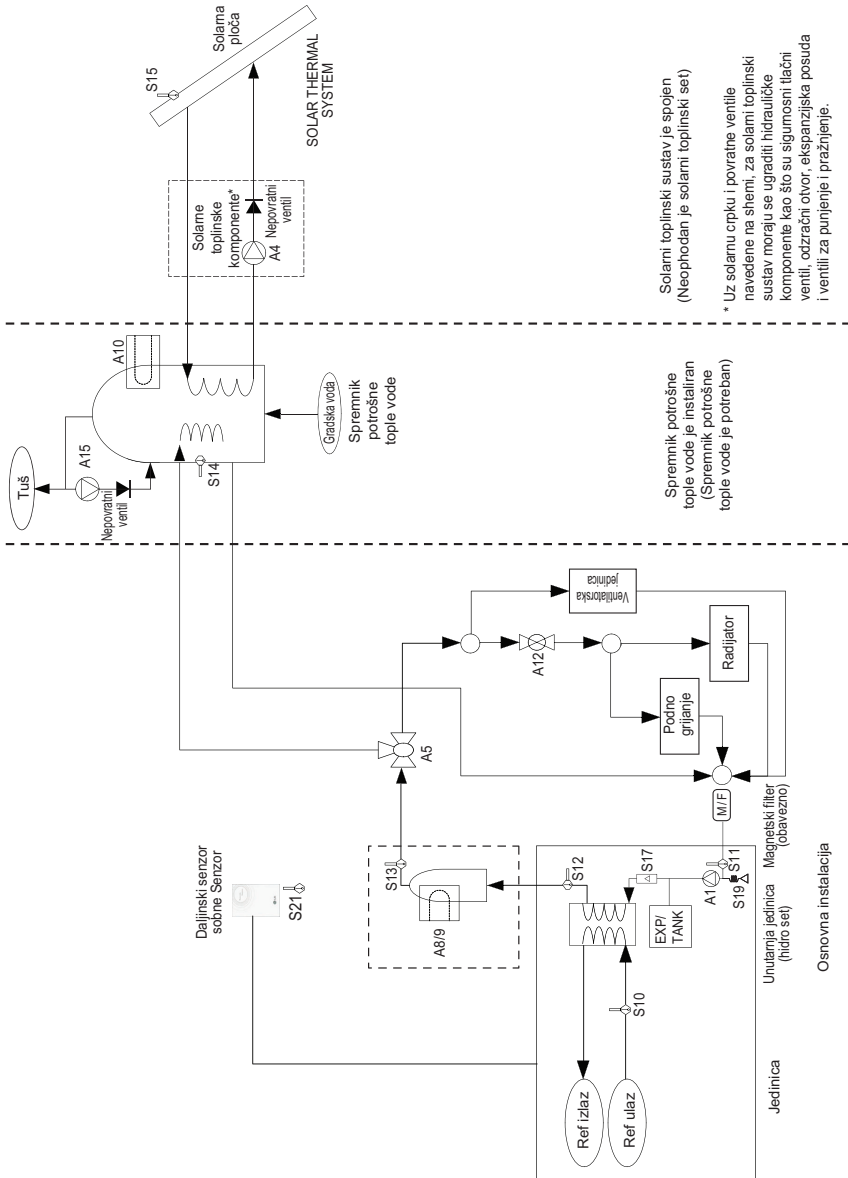 Solarna
ploča
S15
SOLAR THERMAL
SYSTEM
Solarne
toplinske
komponente*
Nepovratni
ventil
A4
Solarni toplinski sustav je spojen
(Neophodan je solarni toplinski set)
* Uz solarnu crpku i povratne ventile
navedene na shemi, za solarni toplinski
sustav moraju se ugraditi hidrauličke
komponente kao što su sigurnosni tlačni
ventil, odzračni otvor, ekspanzijska posuda
i ventili za punjenje i pražnjenje.
Tuš
A15
Nepovratni
ventil
A10
S14
Gradska voda
Spremnik
potrošne
tople vode
Spremnik potrošne
tople vode je instaliran
(Spremnik potrošne
tople vode je potreban)
Daljinski senzor
sobne Senzor
S21
A5
A12
Ventilatorska
jedinica
Radijator
Podno
grijanje
M/F
Magnetski filter
(obavezno)
S13
A8/9
S12
S17
S11
A1
S19
EXP/
TANK
S10
Ref izlaz
Ref ulaz
Unutarnja jedinica
(hidro set)
Jedinica
Osnovna instalacija